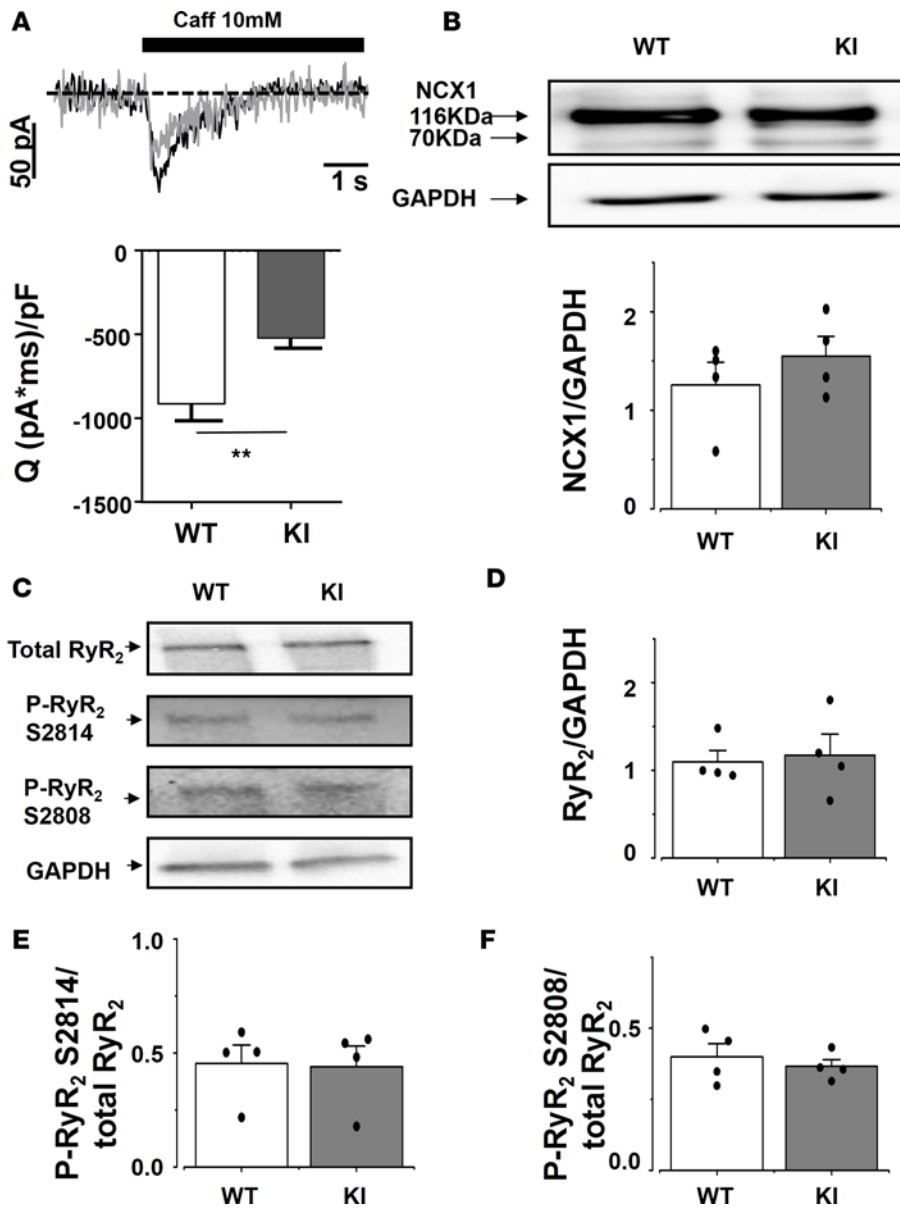 A
Caff 10mM
50 pA
1 s
Q (pA*ms)/pF
0
-500
-1000
-1500
**
WT
KI
B
WT
KI
NCX1
116KDa
70KDa
GAPDH
NCX1/GAPDH
2
1
0
WT
KI
C
WT
KI
Total RyR₂
P-RyR₂
S2814
P-RyR₂
S2808
GAPDH
D
RyR₂/GAPDH
2
1
0
WT
KI
E
P-RyR₂ S2814/
total RyR₂
1.0
0.5
0.0
WT
KI
F
P-RyR₂ S2808/
total RyR₂
0.5
0.0
WT
KI